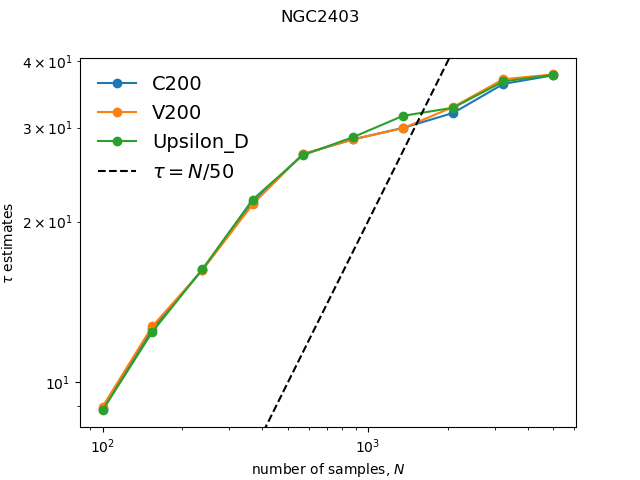 NGC2403
4 × 10¹
3 × 10¹
2 × 10¹
10¹
τ estimates
C200
V200
Upsilon_D
τ = N/50
10² 10³
number of samples, N